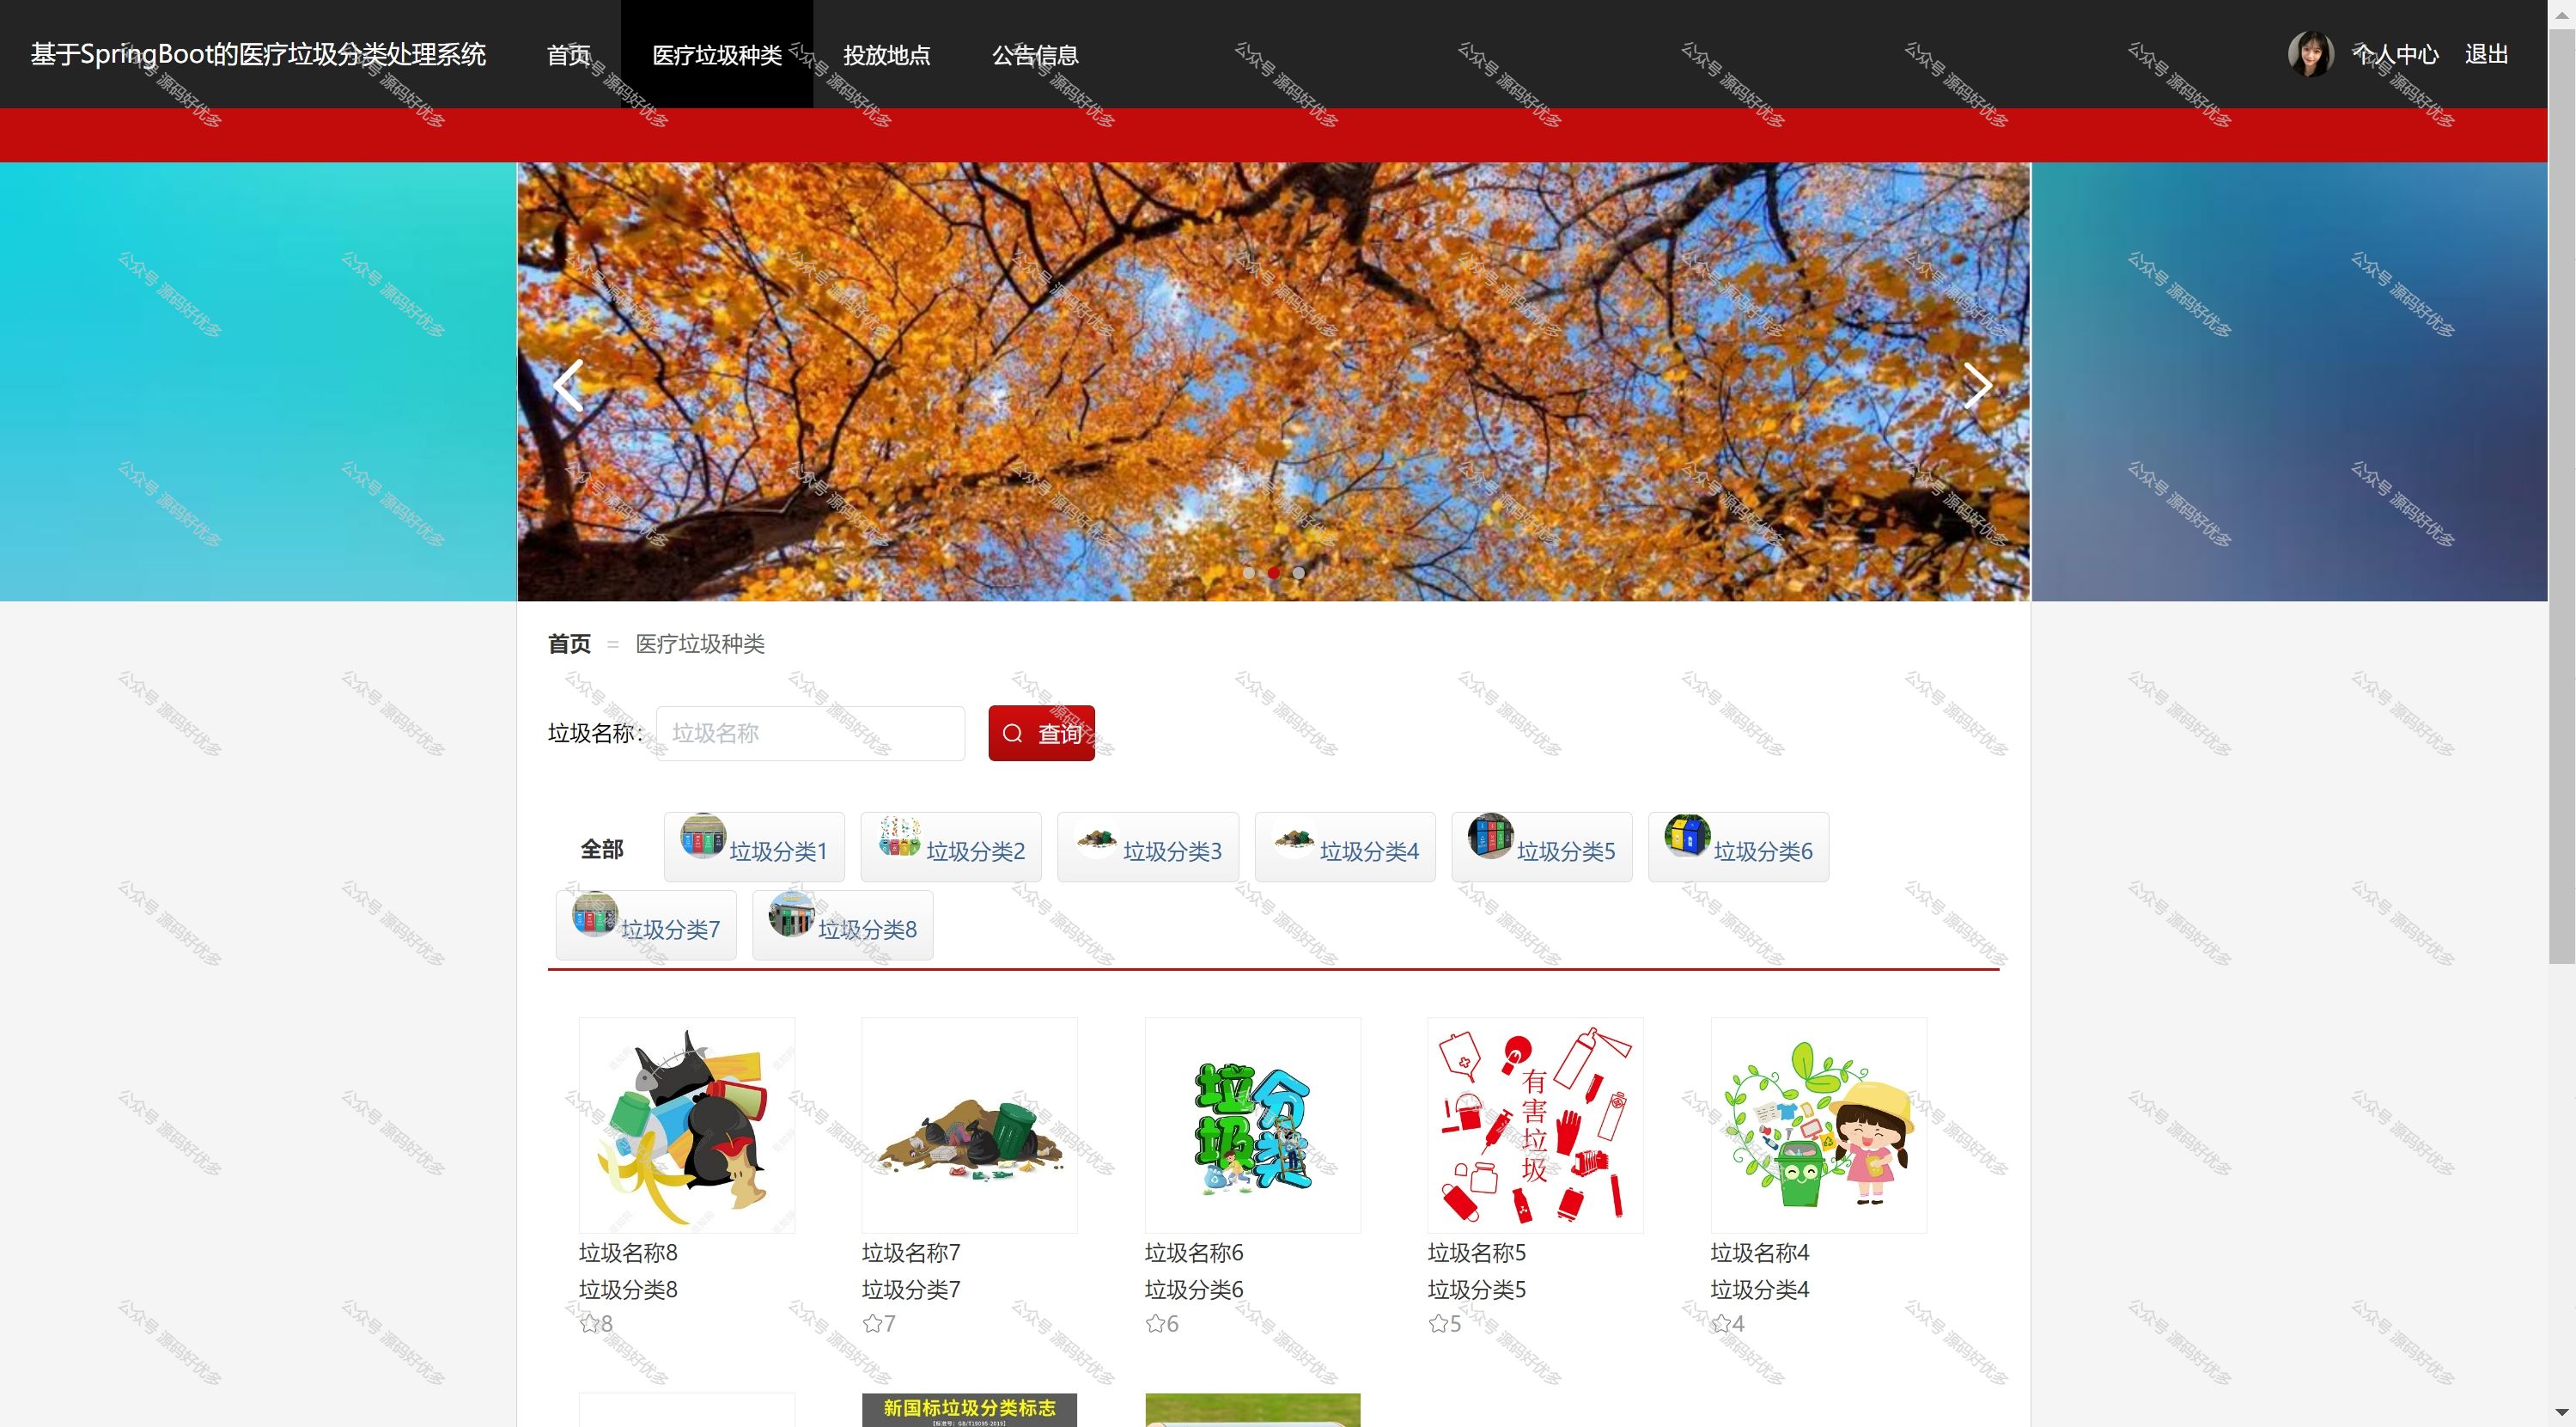 基于SpringBoot的医疗垃圾分类处理系统 首页 医疗垃圾种类 投放地点 公告信息 个人中心 退出
首页 = 医疗垃圾种类
垃圾名称: 垃圾名称 查询
全部 垃圾分类1 垃圾分类2 垃圾分类3 垃圾分类4 垃圾分类5 垃圾分类6
垃圾分类7 垃圾分类8
垃圾分类
有害垃圾
垃圾名称8 垃圾名称7 垃圾名称6 垃圾名称5 垃圾名称4
垃圾分类8 垃圾分类7 垃圾分类6 垃圾分类5 垃圾分类4
8 7 6 5 4
新国标垃圾分类标志
【标准号：GB/T19095-2019】
公众号 源码好优多